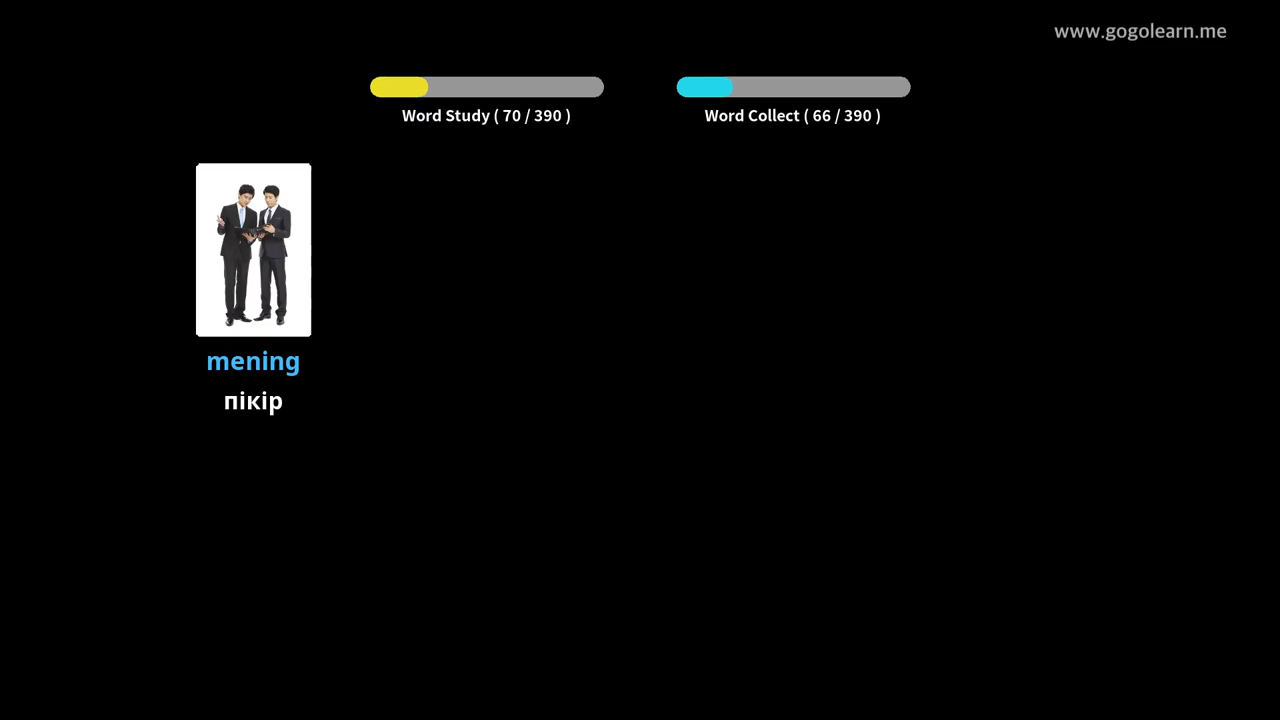 www.gogolearn.me
Word Study ( 70 / 390 )
Word Collect ( 66 / 390 )
mening
пікір